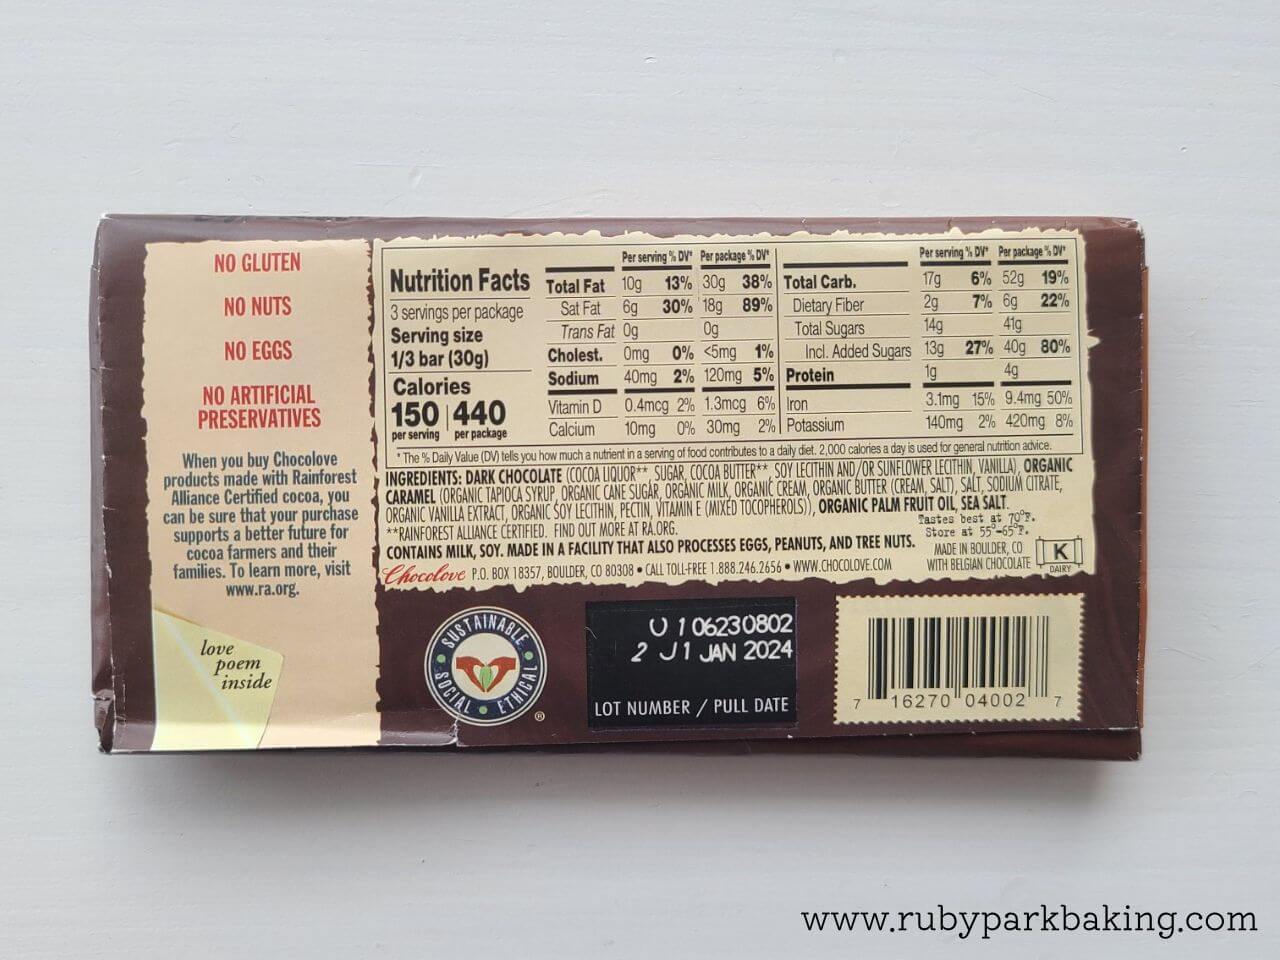 NO GLUTEN
NO NUTS
NO EGGS
NO ARTIFICIAL
PRESERVATIVES
When you buy Chocolove
products made with Rainforest
Alliance Certified cocoa, you
can be sure that your purchase
supports a better future for
cocoa farmers and their
families. To learn more, visit
www.ra.org.
love
poem
inside
Nutrition Facts
3 servings per package
Serving size
1/3 bar (30g)
Calories
150 440
per serving per package
Per serving % DV* Per package % DV*
Total Fat 10g 13% 30g 38%
Sat Fat 6g 30% 18g 89%
Trans Fat 0g 0g
Cholest. 0mg 0% <5mg 1%
Sodium 40mg 2% 120mg 5%
Vitamin D 0.4mcg 2% 1.3mcg 6%
Calcium 10mg 0% 30mg 2%
Per serving % DV* Per package % DV*
Total Carb. 17g 6% 52g 19%
Dietary Fiber 2g 7% 6g 22%
Total Sugars 14g 41g
Incl. Added Sugars 13g 27% 40g 80%
Protein 1g 4g
Iron 3.1mg 15% 9.4mg 50%
Potassium 140mg 2% 420mg 8%
* The % Daily Value (DV) tells you how much a nutrient in a serving of food contributes to a daily diet. 2,000 calories a day is used for general nutrition advice.
INGREDIENTS: DARK CHOCOLATE (COCOA LIQUOR** SUGAR, COCOA BUTTER**, SOY LECITHIN AND/OR SUNFLOWER LECITHIN, VANILLA), ORGANIC
CARAMEL (ORGANIC TAPIOCA SYRUP, ORGANIC CANE SUGAR, ORGANIC MILK, ORGANIC CREAM, ORGANIC BUTTER (CREAM, SALT), SALT, SODIUM CITRATE,
ORGANIC VANILLA EXTRACT, ORGANIC SOY LECITHIN, PECTIN, VITAMIN E (MIXED TOCOPHEROLS)), ORGANIC PALM FRUIT OIL, SEA SALT.
**RAINFOREST ALLIANCE CERTIFIED. FIND OUT MORE AT RA.ORG.
CONTAINS MILK, SOY. MADE IN A FACILITY THAT ALSO PROCESSES EGGS, PEANUTS, AND TREE NUTS.
Tastes best at 70°F.
Store at 55°-65°F.
MADE IN BOULDER, CO
WITH BELGIAN CHOCOLATE
K
DAIRY
Chocolove P.O. BOX 18357, BOULDER, CO 80308 • CALL TOLL-FREE 1.888.246.2656 • WWW.CHOCOLOVE.COM
SUSTAINABLE • ETHICAL • SOCIAL •
®
U 1 06230802
2 J1 JAN 2024
LOT NUMBER / PULL DATE
7 16270 04002 7
www.rubyparkbaking.com